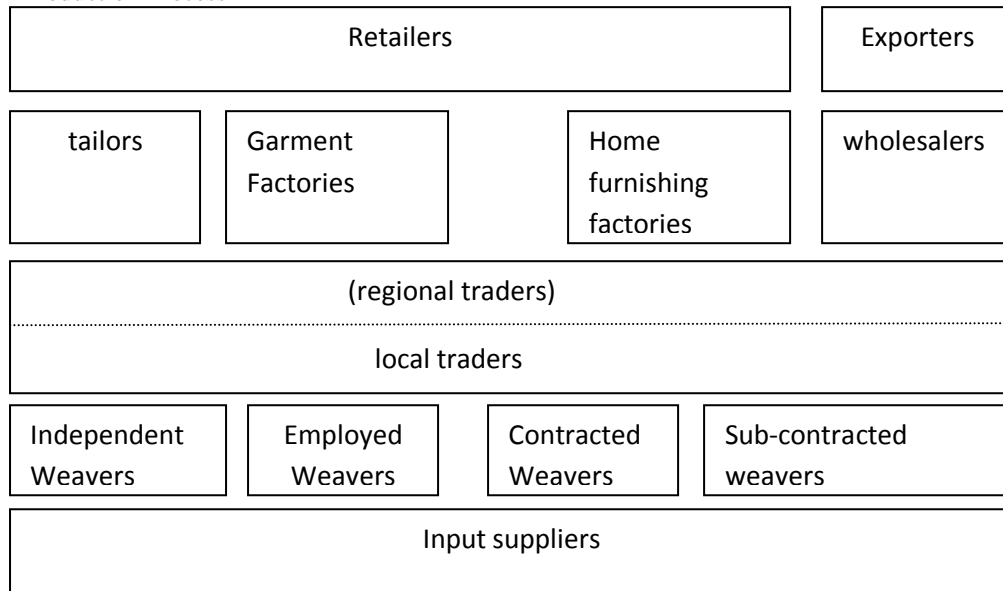 Retailers
Exporters
tailors
Garment
Factories
Home
furnishing
factories
wholesalers
(regional traders)
local traders
Independent
Weavers
Employed
Weavers
Contracted
Weavers
Sub-contracted
weavers
Input suppliers